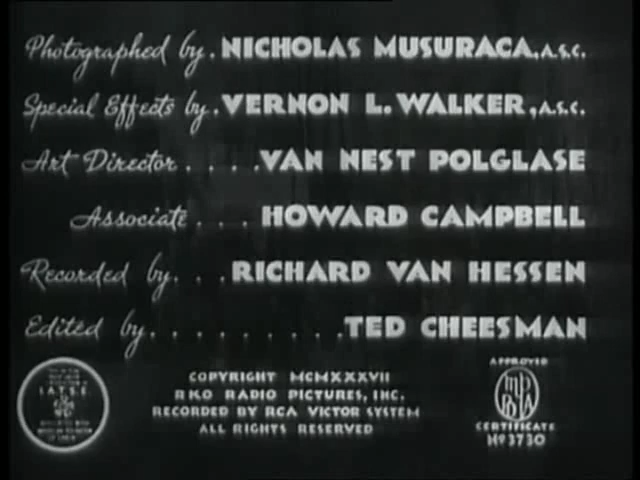 Photographed by. NICHOLAS MUSURACA, A.S.C.
Special Effects by. VERNON L. WALKER, A.S.C.
Art Director . . . . VAN NEST POLGLASE
Associate . . . HOWARD CAMPBELL
Recorded by. . . RICHARD VAN HESSEN
Edited by. . . . . . . . . . TED CHEESMAN
I.A.T.S.E.
COPYRIGHT MCMXXXVII
RKO RADIO PICTURES, INC.
RECORDED BY RCA VICTOR SYSTEM
ALL RIGHTS RESERVED
APPROVED
MPPDA
CERTIFICATE
Nº 3730